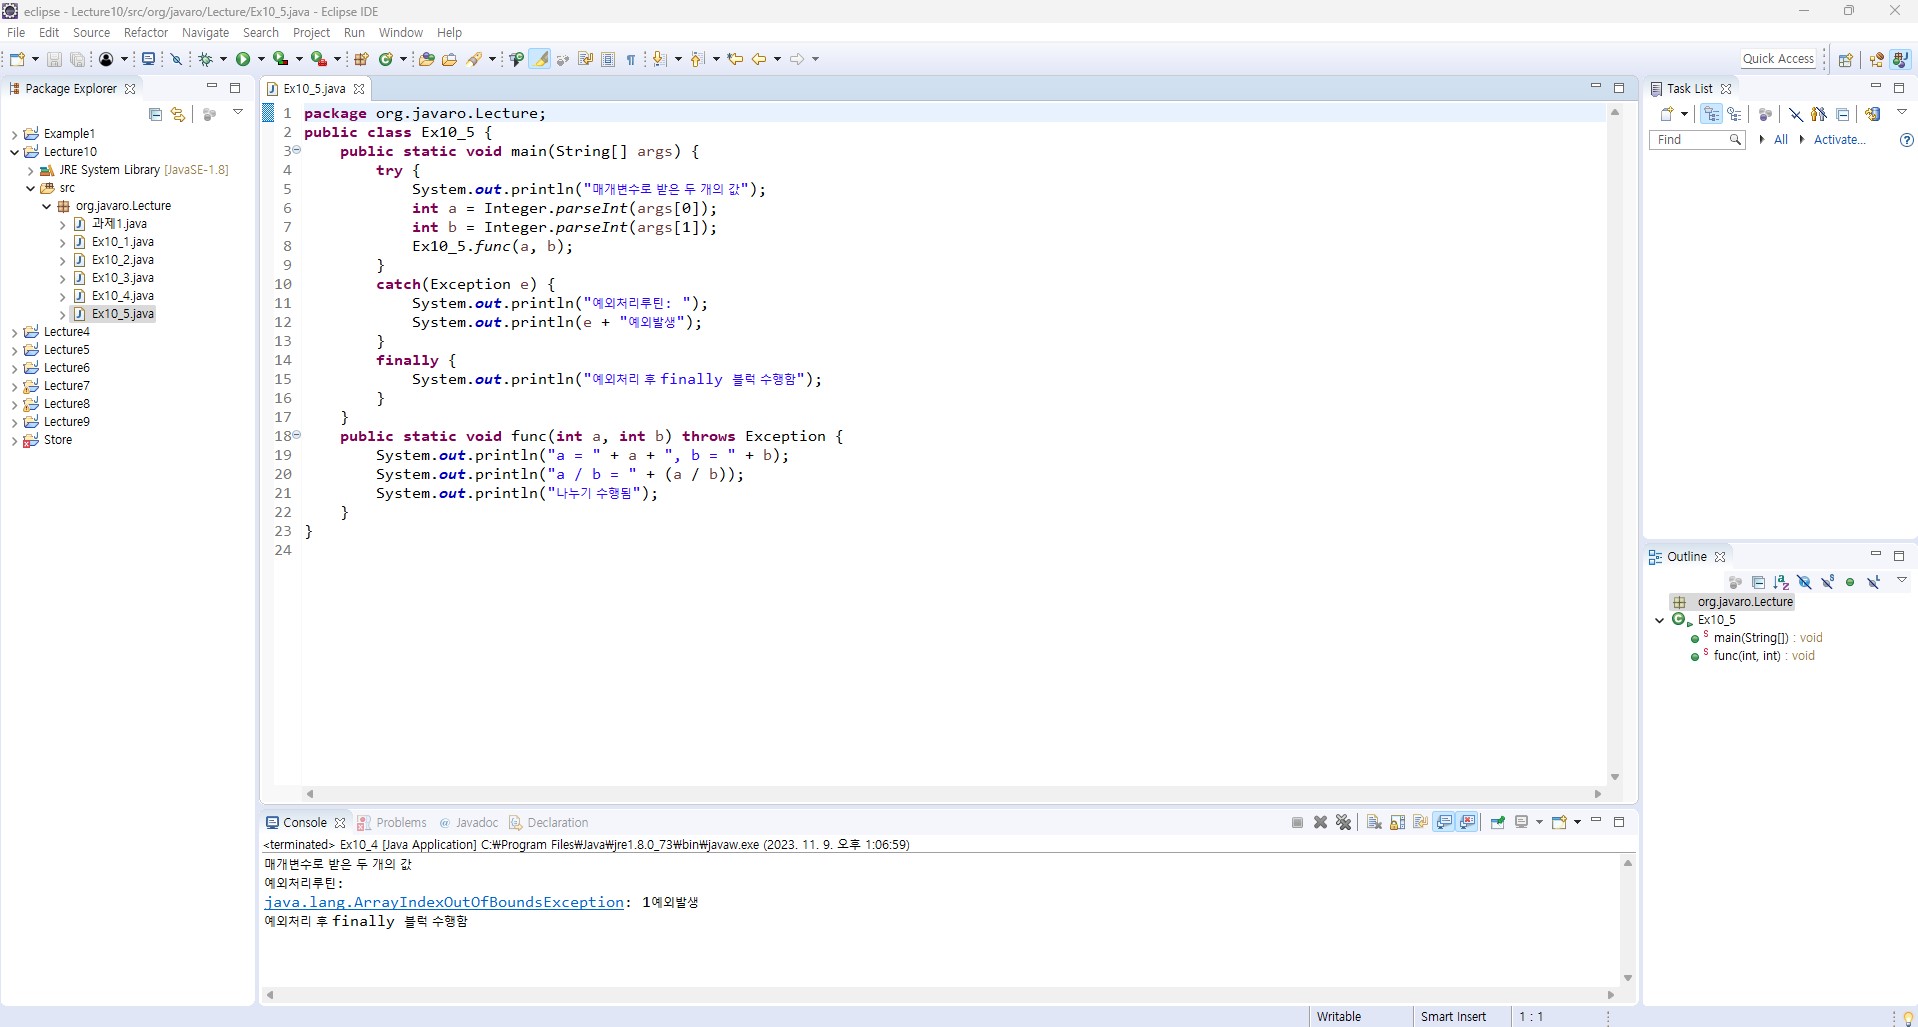 eclipse - Lecture10/src/org/javaro/Lecture/Ex10_5.java - Eclipse IDE
File Edit Source Refactor Navigate Search Project Run Window Help
Quick Access
Package Explorer
Example1
Lecture10
JRE System Library [JavaSE-1.8]
src
org.javaro.Lecture
과제1.java
Ex10_1.java
Ex10_2.java
Ex10_3.java
Ex10_4.java
Ex10_5.java
Lecture4
Lecture5
Lecture6
Lecture7
Lecture8
Lecture9
Store
Ex10_5.java
1 package org.javaro.Lecture;
2 public class Ex10_5 {
3     public static void main(String[] args) {
4         try {
5             System.out.println("매개변수로 받은 두 개의 값");
6             int a = Integer.parseInt(args[0]);
7             int b = Integer.parseInt(args[1]);
8             Ex10_5.func(a, b);
9         }
10         catch(Exception e) {
11             System.out.println("예외처리루틴: ");
12             System.out.println(e + "예외발생");
13         }
14         finally {
15             System.out.println("예외처리 후 finally 블럭 수행함");
16         }
17     }
18     public static void func(int a, int b) throws Exception {
19         System.out.println("a = " + a + ", b = " + b);
20         System.out.println("a / b = " + (a / b));
21         System.out.println("나누기 수행됨");
22     }
23 }
24
Console Problems @ Javadoc Declaration
<terminated> Ex10_4 [Java Application] C:₩Program Files₩Java₩jre1.8.0_73₩bin₩javaw.exe (2023. 11. 9. 오후 1:06:59)
매개변수로 받은 두 개의 값
예외처리루틴:
java.lang.ArrayIndexOutOfBoundsException: 1예외발생
예외처리 후 finally 블럭 수행함
Task List
Find All Activate...
Outline
org.javaro.Lecture
Ex10_5
main(String[]) : void
func(int, int) : void
Writable Smart Insert 1 : 1